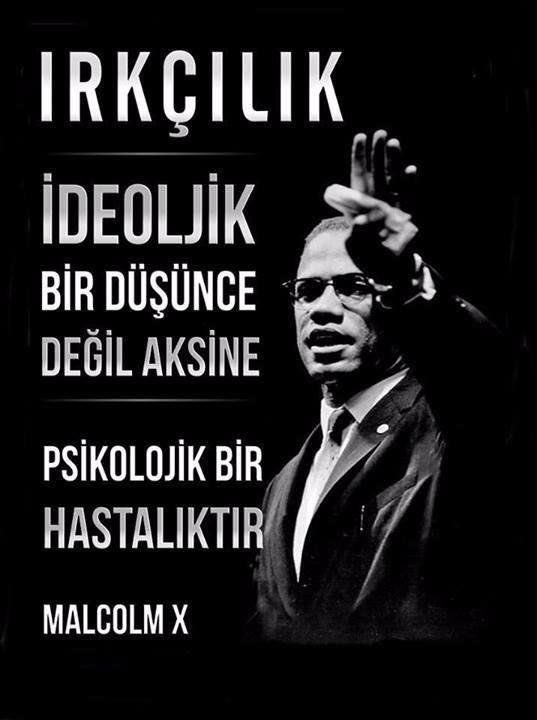 IRKÇILIK
İDEOLJİK
BİR DÜŞÜNCE
DEĞİL AKSİNE
PSİKOLOJİK BİR
HASTALIKTIR
MALCOLM X